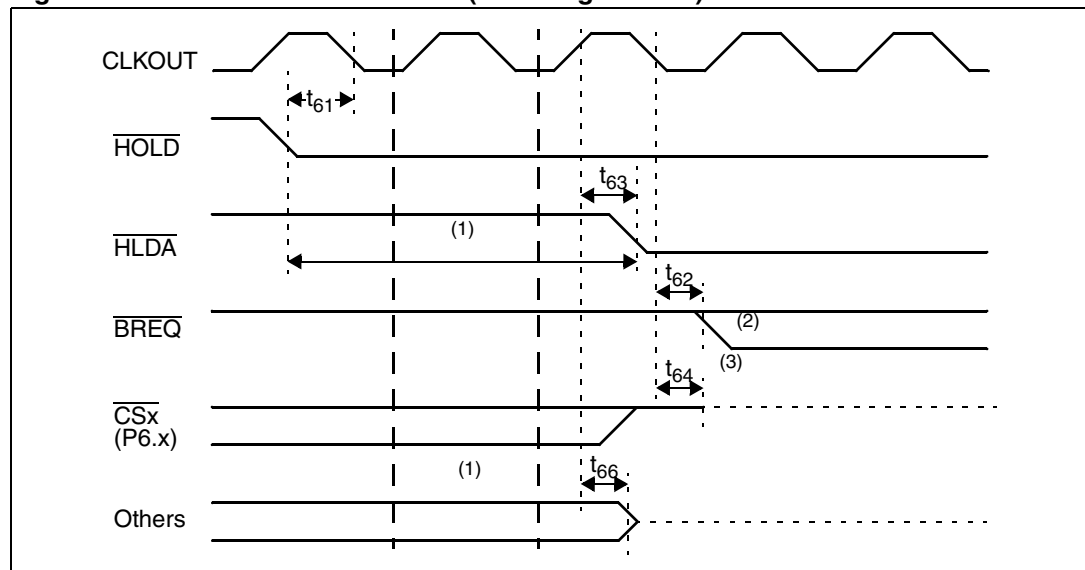 CLKOUT
t61
HOLD
t63
HLDA
(1)
t62
BREQ
(2)
(3)
t64
CSx
(P6.x)
(1)
t66
Others